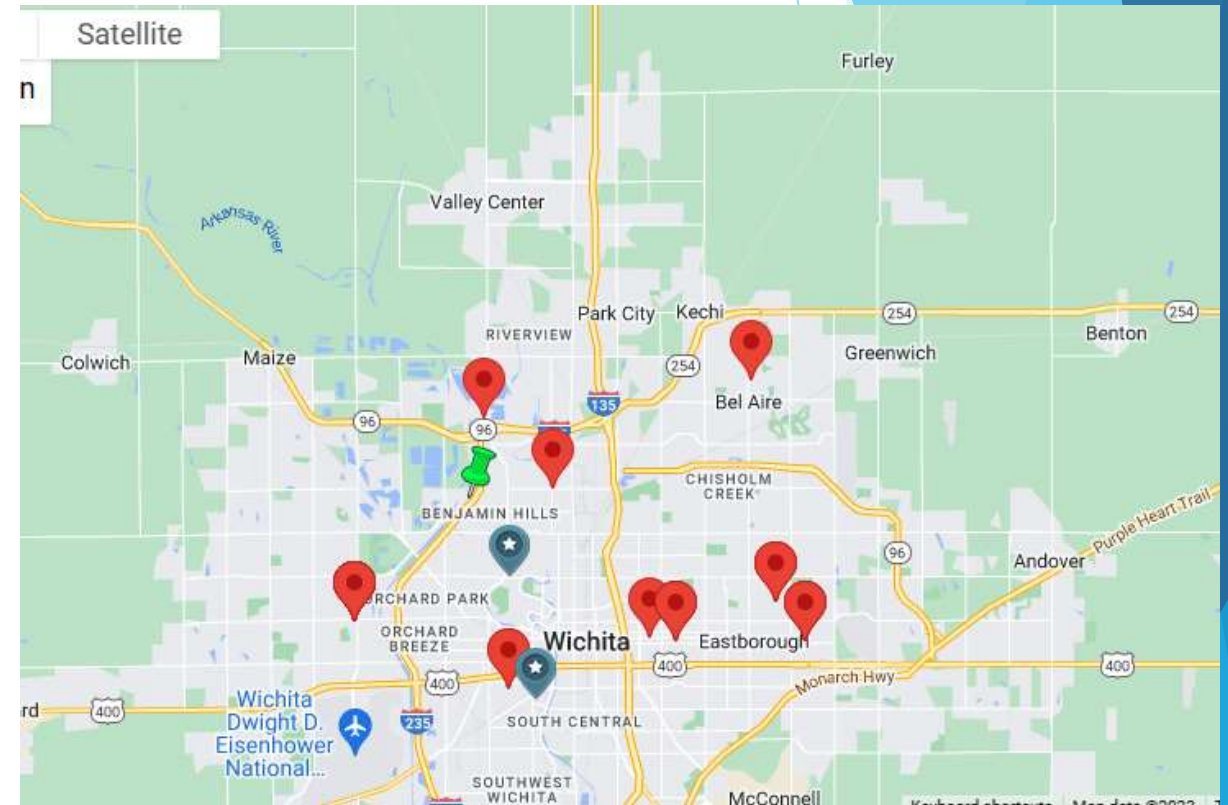 Satellite
n
Furley
Arkansas River
Valley Center
Park City
Kechi
254
254
RIVERVIEW
Benton
Colwich
Maize
254
Greenwich
135
Bel Aire
96
96
CHISHOLM
CREEK
BENJAMIN HILLS
Purple Heart Trail
96
Andover
ORCHARD PARK
ORCHARD
BREEZE
Wichita
Eastborough
400
400
400
Monarch Hwy
rd
400
Wichita
Dwight D.
Eisenhower
National...
235
SOUTH CENTRAL
SOUTHWEST
WICHITA
McConnell